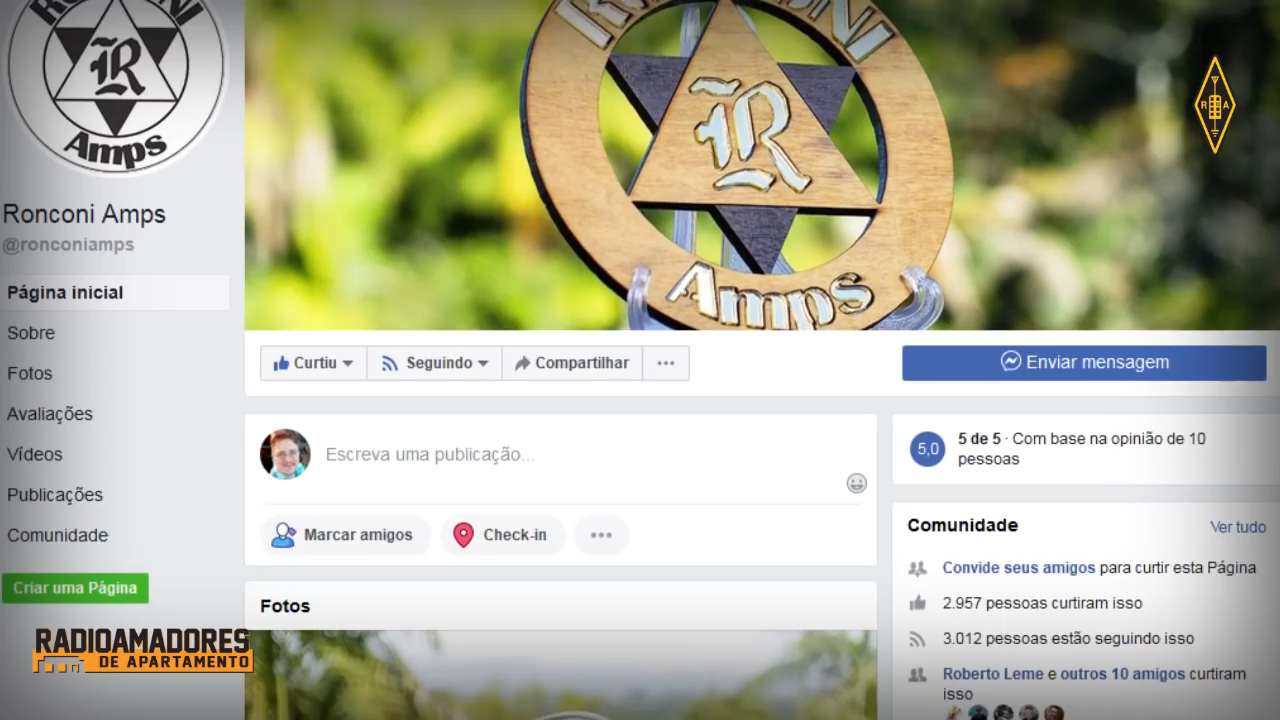 RONCONI
R
Amps
Ronconi Amps
@ronconiamps
Página inicial
Sobre
Fotos
Avaliações
Vídeos
Publicações
Comunidade
Criar uma Página
RADIOAMADORES
DE APARTAMENTO
RONCONI
R
Amps
R A
Curtiu
Seguindo
Compartilhar
Enviar mensagem
Escreva uma publicação...
Marcar amigos
Check-in
Fotos
5,0
5 de 5 · Com base na opinião de 10
pessoas
Comunidade
Ver tudo
Convide seus amigos para curtir esta Página
2.957 pessoas curtiram isso
3.012 pessoas estão seguindo isso
Roberto Leme e outros 10 amigos curtiram
isso